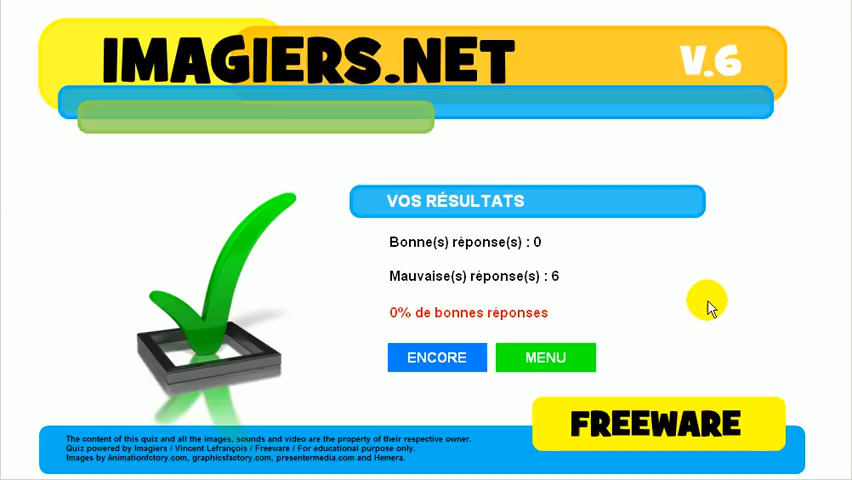 IMAGIERS.NET
V.6
VOS RÉSULTATS
Bonne(s) réponse(s) : 0
Mauvaise(s) réponse(s) : 6
0% de bonnes réponses
ENCORE
MENU
FREEWARE
The content of this quiz and all the images, sounds and video are the property of their respective owner.
Quiz powered by Imagiers / Vincent Lefrançois / Freeware / For educational purpose only.
Images by Animationfctory.com, graphicsfactory.com, presentermedia.com and Hemera.